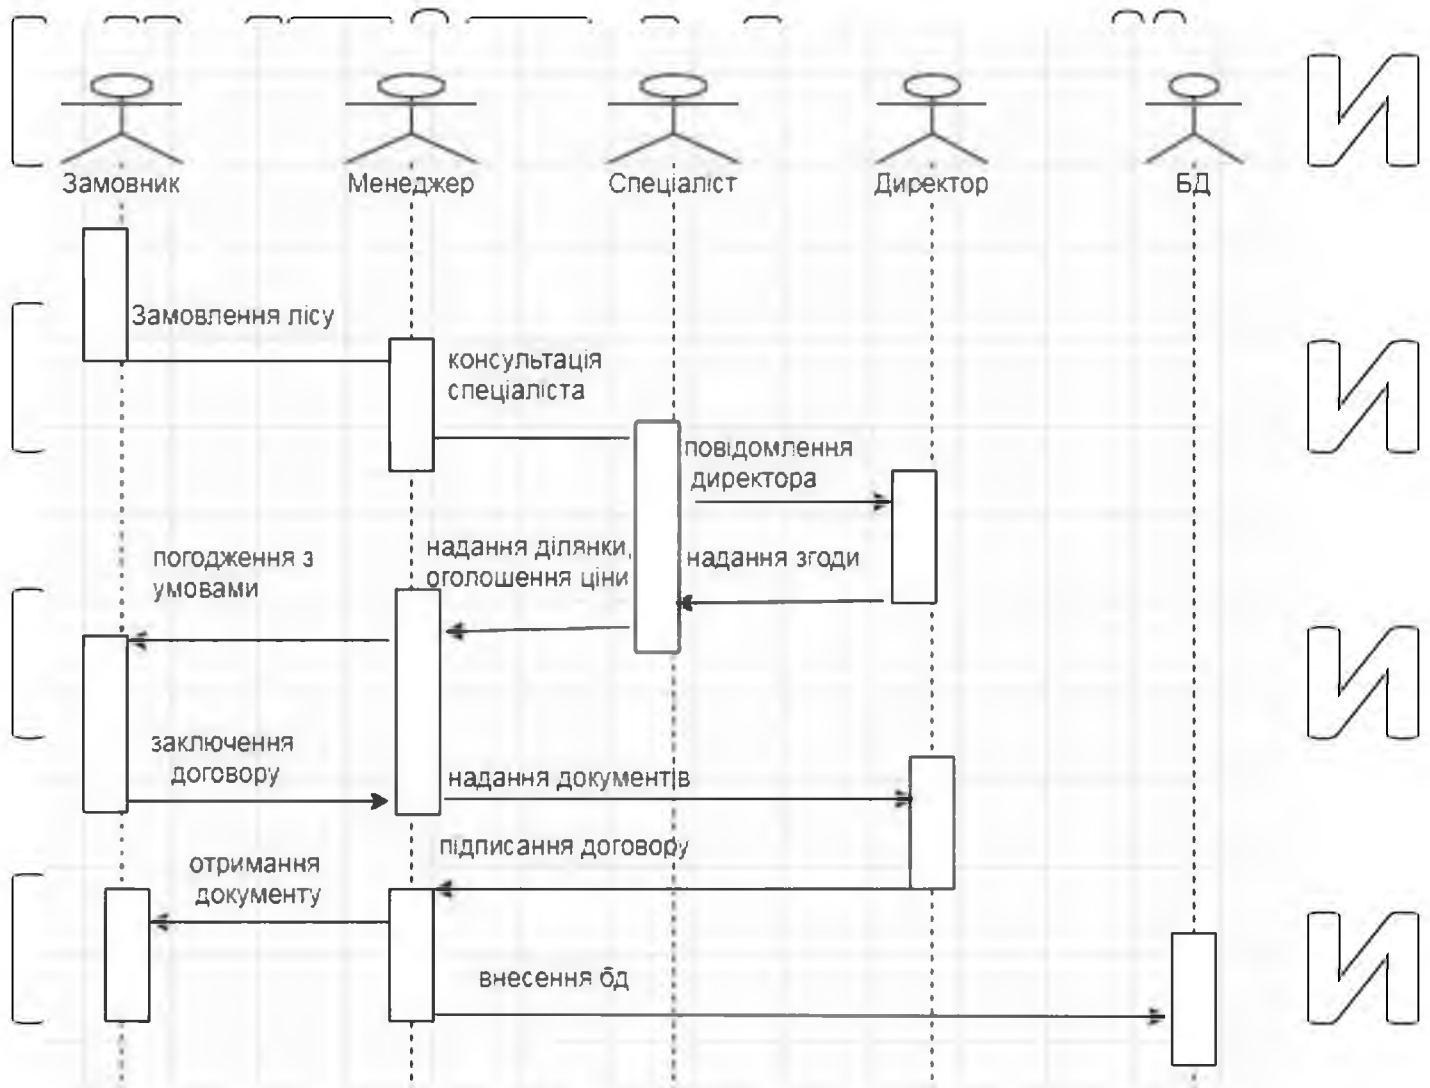 Замовник
Менеджер
Спеціаліст
Директор
БД
Замовлення лісу
консультація
спеціаліста
повідомлення
директора
надання ділянки,
оголошення ціни
надання згоди
погодження з
умовами
заключення
договору
надання документів
підписання договору
отримання
документу
внесення бд
И
И
И
И